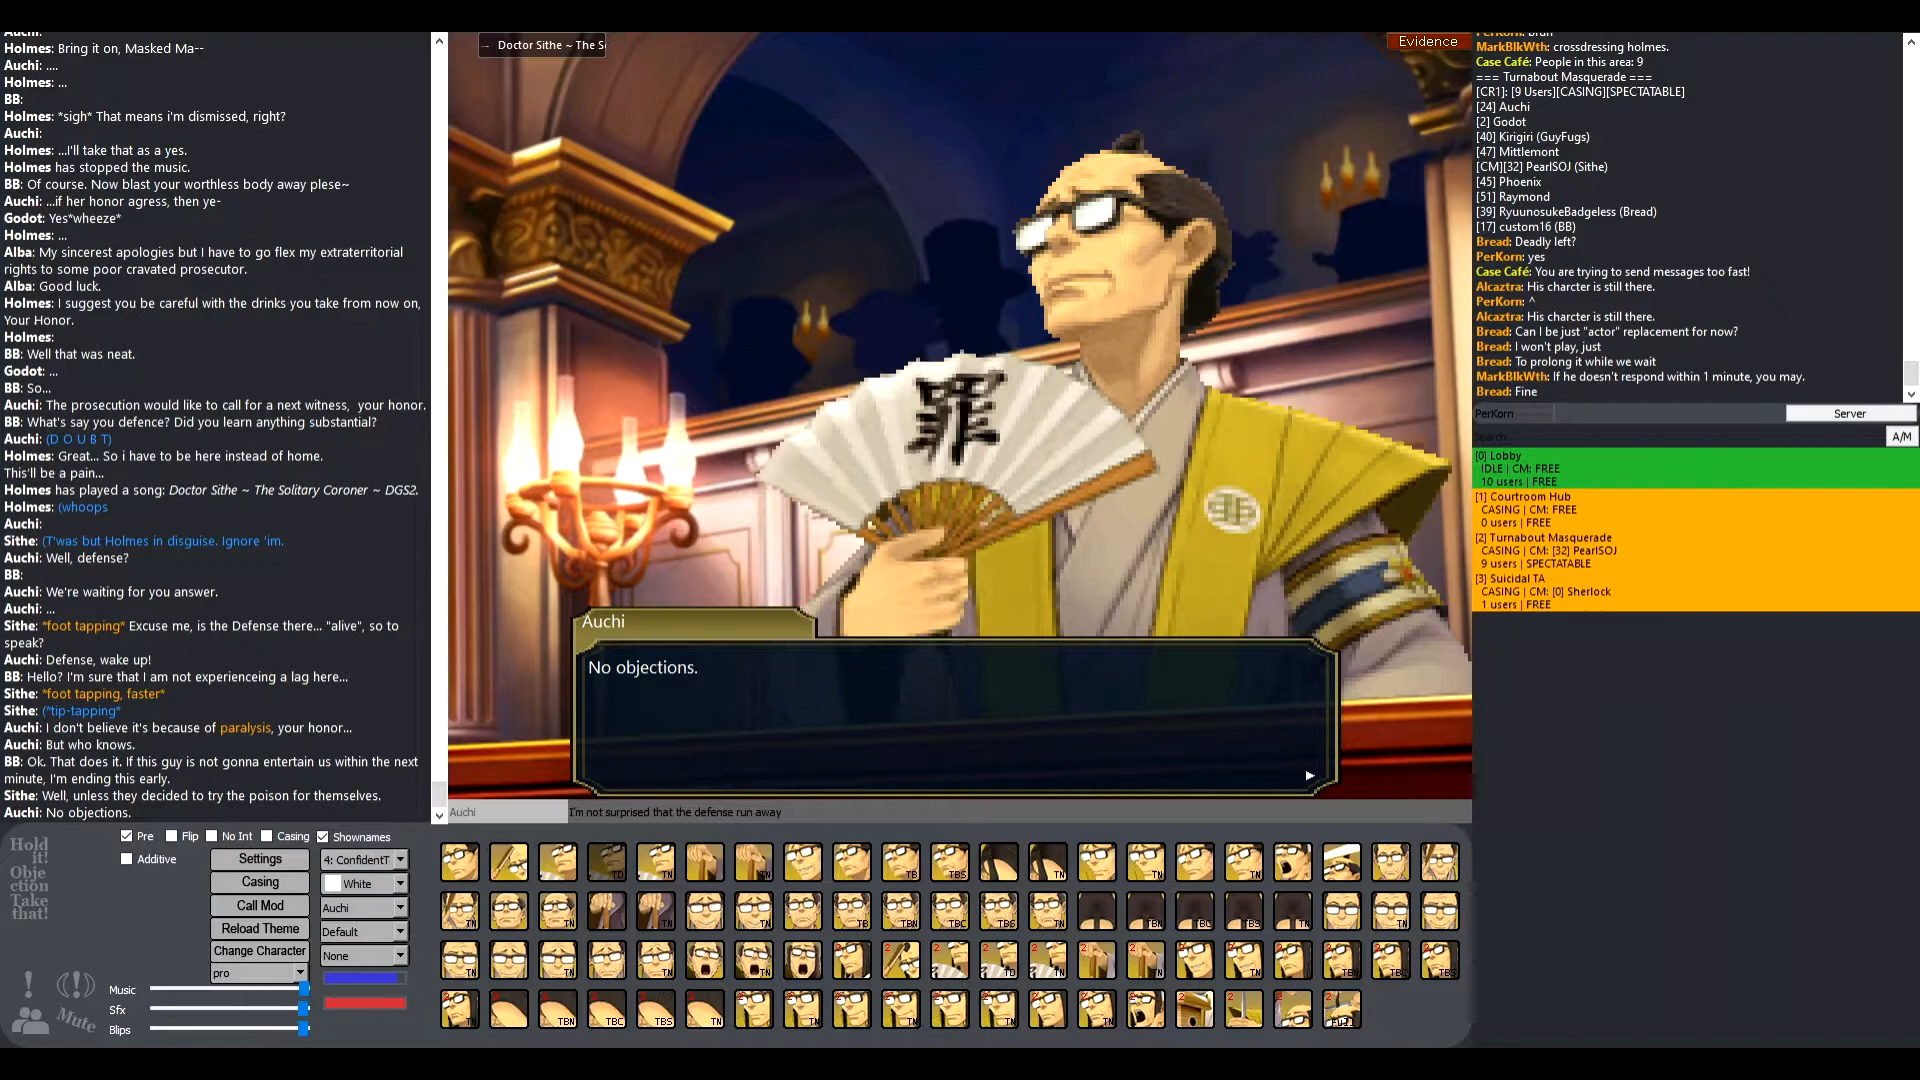 Auchi:
Holmes: Bring it on, Masked Ma--
Auchi: ....
Holmes: ...
BB:
Holmes: *sigh* That means i'm dismissed, right?
Auchi:
Holmes: ...I'll take that as a yes.
Holmes has stopped the music.
BB: Of course. Now blast your worthless body away plese~
Auchi: ...if her honor agress, then ye-
Godot: Yes*wheeze*
Holmes: ...
Alba: My sincerest apologies but I have to go flex my extraterritorial
rights to some poor cravated prosecutor.
Alba: Good luck.
Holmes: I suggest you be careful with the drinks you take from now on,
Your Honor.
Holmes:
BB: Well that was neat.
Godot: ...
BB: So...
Auchi: The prosecution would like to call for a next witness,  your honor.
BB: What's say you defence? Did you learn anything substantial?
Auchi: (D O U B T)
Holmes: Great... So i have to be here instead of home.
This'll be a pain...
Holmes has played a song: Doctor Sithe ~ The Solitary Coroner ~ DGS2.
Holmes: (whoops
Auchi:
Sithe: (T'was but Holmes in disguise. Ignore 'im.
Auchi: Well, defense?
BB:
Auchi: We're waiting for you answer.
Auchi: ...
Sithe: *foot tapping* Excuse me, is the Defense there... "alive", so to
speak?
Auchi: Defense, wake up!
BB: Hello? I'm sure that I am not experienceing a lag here...
Sithe: *foot tapping, faster*
Sithe: (*tip-tapping*
Auchi: I don't believe it's because of paralysis, your honor...
Auchi: But who knows.
BB: Ok. That does it. If this guy is not gonna entertain us within the next
minute, I'm ending this early.
Sithe: Well, unless they decided to try the poison for themselves.
Auchi: No objections.
-- Doctor Sithe ~ The S
Evidence
罪
Auchi
No objections.
Auchi
I'm not surprised that the defense run away
PerKorn: bruh
MarkBlkWth: crossdressing holmes.
Case Café: People in this area: 9
=== Turnabout Masquerade ===
[CR1]: [9 Users][CASING][SPECTATABLE]
[24] Auchi
[2] Godot
[40] Kirigiri (GuyFugs)
[47] Mittlemont
[CM][32] PearlSOJ (Sithe)
[45] Phoenix
[51] Raymond
[39] RyuunosukeBadgeless (Bread)
[17] custom16 (BB)
Bread: Deadly left?
PerKorn: yes
Case Café: You are trying to send messages too fast!
Alcaztra: His charcter is still there.
PerKorn: ^
Alcaztra: His charcter is still there.
Bread: Can I be just "actor" replacement for now?
Bread: I won't play, just
Bread: To prolong it while we wait
MarkBlkWth: If he doesn't respond within 1 minute, you may.
Bread: Fine
PerKorn
Server
Search...
A/M
[0] Lobby
IDLE | CM: FREE
10 users | FREE
[1] Courtroom Hub
CASING | CM: FREE
0 users | FREE
[2] Turnabout Masquerade
CASING | CM: [32] PearlSOJ
9 users | SPECTATABLE
[3] Suicidal TA
CASING | CM: [0] Sherlock
1 users | FREE
Hold it!
Objection
Take that!
Pre
Flip
No Int
Casing
Shownames
Additive
Settings
Casing
Call Mod
Reload Theme
Change Character
pro
4: ConfidentT
White
Auchi
Default
None
Mute
Music
Sfx
Blips